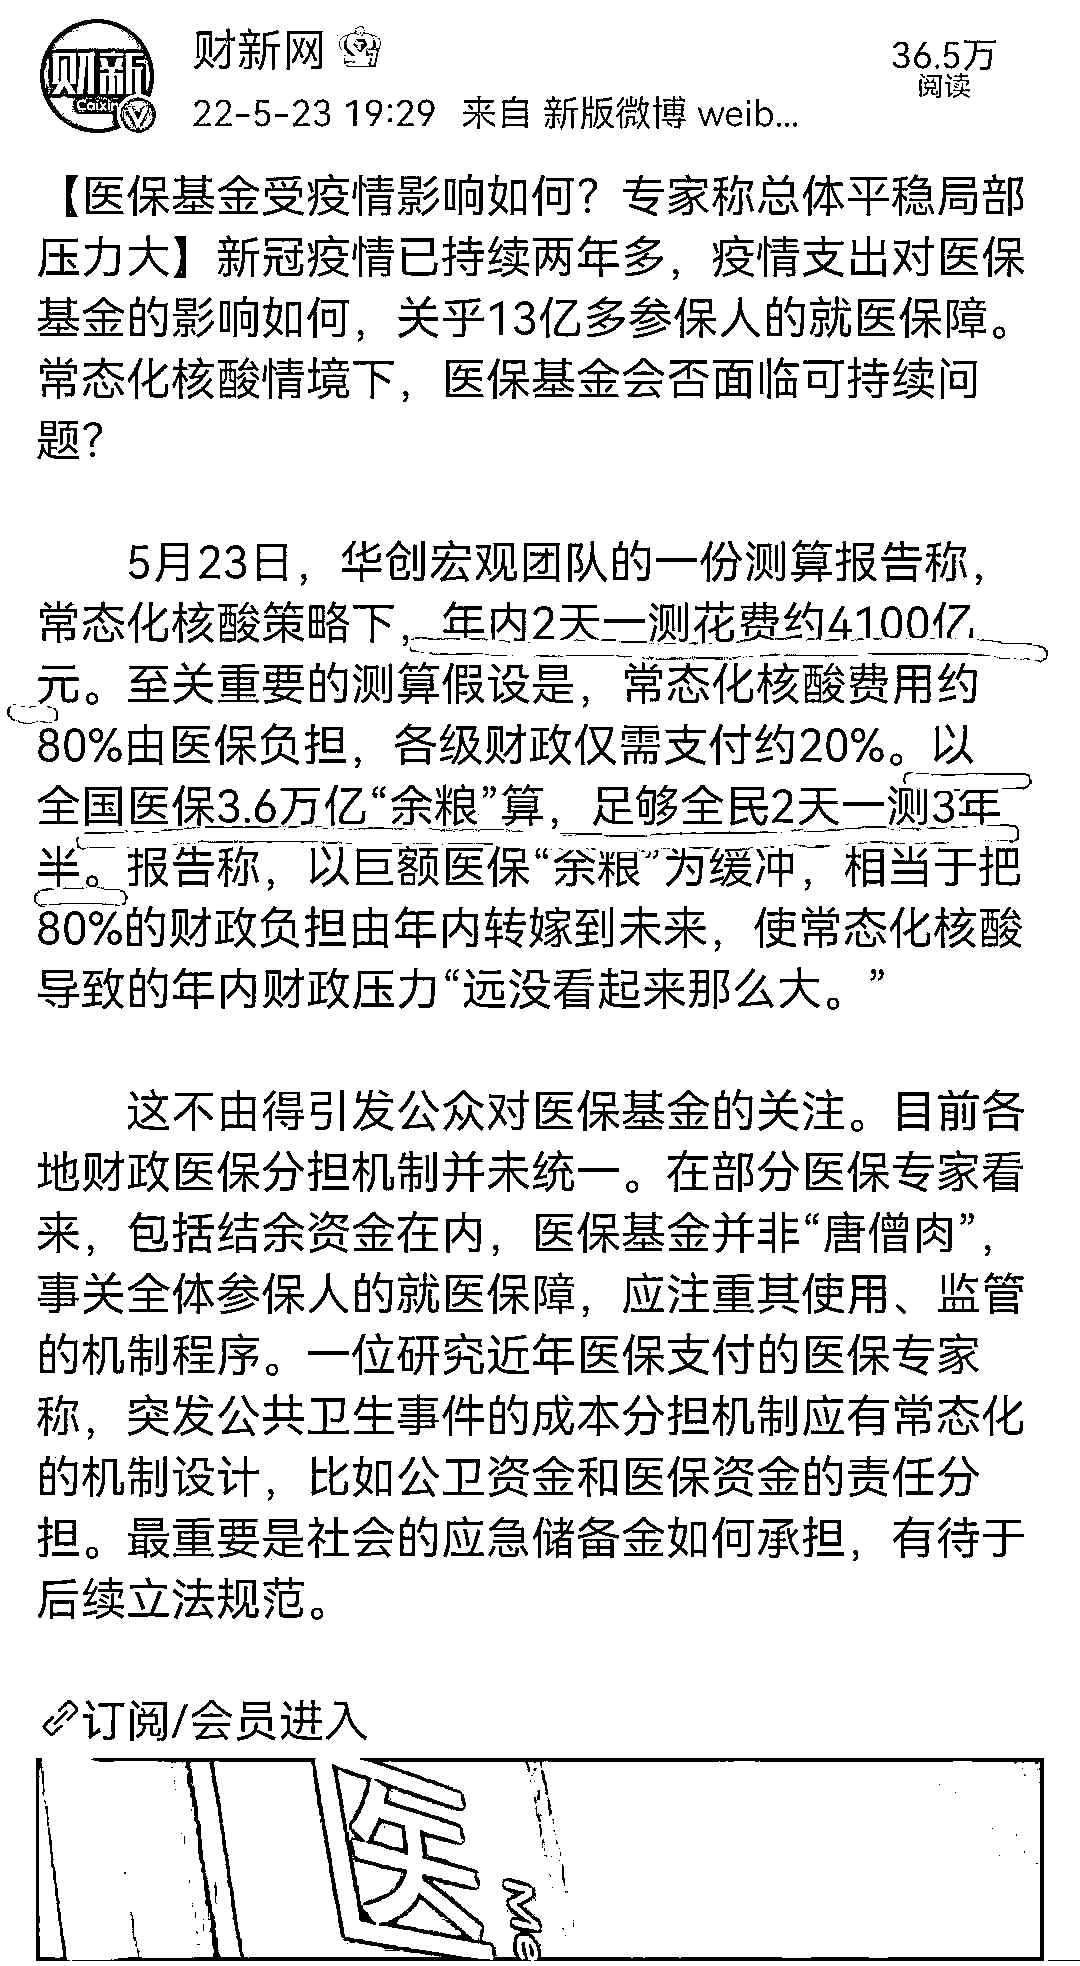 财新
Caixin
财新网
36.5万
阅读
22-5-23 19:29 来自 新版微博 weib...
【医保基金受疫情影响如何？专家称总体平稳局部
压力大】新冠疫情已持续两年多，疫情支出对医保
基金的影响如何，关乎13亿多参保人的就医保障。
常态化核酸情境下，医保基金会否面临可持续问
题？
5月23日，华创宏观团队的一份测算报告称，
常态化核酸策略下，年内2天一测花费约4100亿
元。至关重要的测算假设是，常态化核酸费用约
80%由医保负担，各级财政仅需支付约20%。以
全国医保3.6万亿“余粮”算，足够全民2天一测3年
半。报告称，以巨额医保“余粮”为缓冲，相当于把
80%的财政负担由年内转嫁到未来，使常态化核酸
导致的年内财政压力“远没看起来那么大。”
这不由得引发公众对医保基金的关注。目前各
地财政医保分担机制并未统一。在部分医保专家看
来，包括结余资金在内，医保基金并非“唐僧肉”，
事关全体参保人的就医保障，应注重其使用、监管
的机制程序。一位研究近年医保支付的医保专家
称，突发公共卫生事件的成本分担机制应有常态化
的机制设计，比如公卫资金和医保资金的责任分
担。最重要是社会的应急储备金如何承担，有待于
后续立法规范。
订阅/会员进入
医
Me